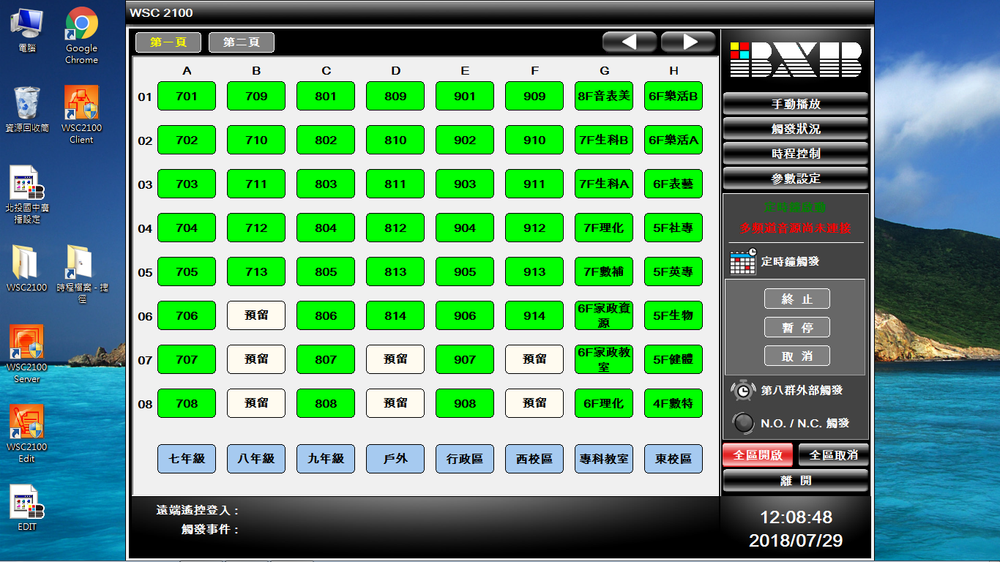 電腦
Google
Chrome
資源回收筒
WSC2100
Client
北投國中廣
播設定
WSC2100
時程檔案 - 捷
徑
WSC2100
Server
WSC2100
Edit
EDIT
WSC 2100
第一頁 第二頁
A B C D E F G H
01 701 709 801 809 901 909 8F音表美 6F樂活B
02 702 710 802 810 902 910 7F生科B 6F樂活A
03 703 711 803 811 903 911 7F生科A 6F表藝
04 704 712 804 812 904 912 7F理化 5F社專
05 705 713 805 813 905 913 7F數補 5F英專
06 706 預留 806 814 906 914 6F家政資源 5F生物
07 707 預留 807 預留 907 預留 6F家政教室 5F健體
08 708 預留 808 預留 908 預留 6F理化 4F數特
七年級 八年級 九年級 戶外 行政區 西校區 專科教室 東校區
遠端遙控登入 :
觸發事件 :
BXB
手動播放
觸發狀況
時程控制
參數設定
定時鐘啟動
多頻道音源尚未連接
定時鐘觸發
終 止
暫 停
取 消
第八群外部觸發
N.O. / N.C. 觸發
全區開啟 全區取消
離 開
12:08:48
2018/07/29